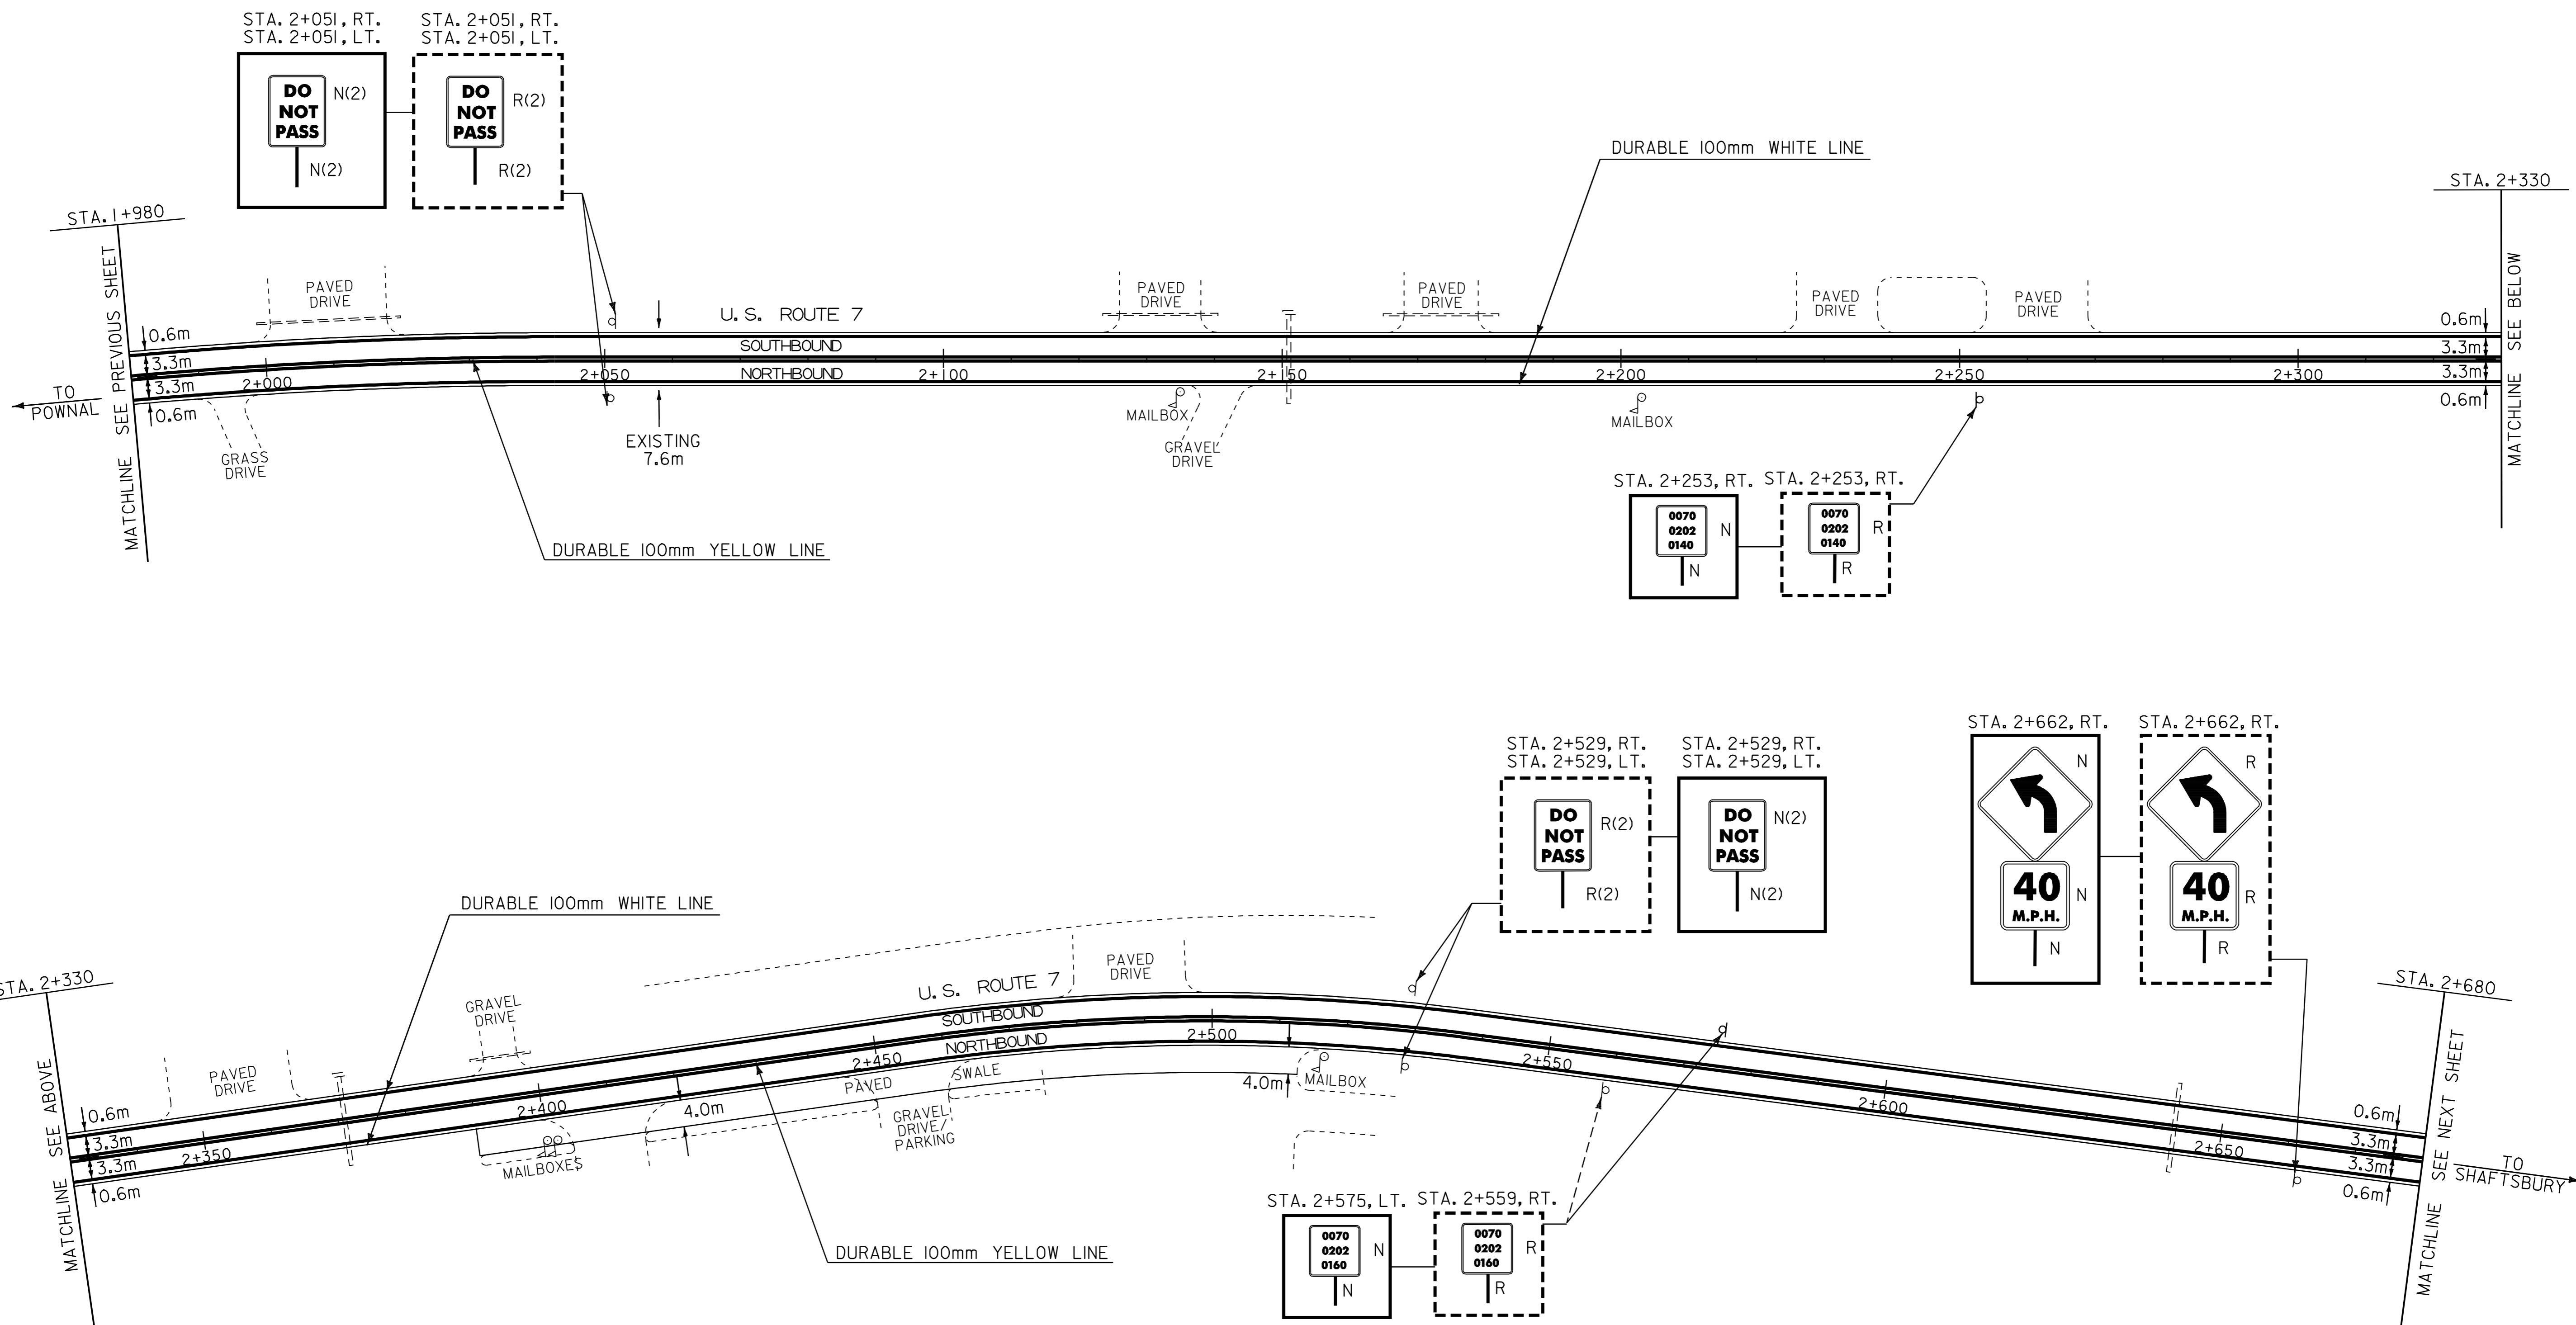 STA. 2+051, RT.
STA. 2+051, LT.
DO
NOT
PASS
N(2)
N(2)
STA. 2+051, RT.
STA. 2+051, LT.
DO
NOT
PASS
R(2)
R(2)
DURABLE 100mm WHITE LINE
STA. 1+980
STA. 2+330
MATCHLINE SEE PREVIOUS SHEET
MATCHLINE SEE BELOW
TO
POWNAL
0.6m
3.3m
3.3m
0.6m
PAVED
DRIVE
U.S. ROUTE 7
SOUTHBOUND
NORTHBOUND
PAVED
DRIVE
PAVED
DRIVE
PAVED
DRIVE
PAVED
DRIVE
0.6m
3.3m
3.3m
0.6m
2+000
2+050
2+100
2+150
2+200
2+250
2+300
GRASS
DRIVE
EXISTING
7.6m
MAILBOX
GRAVEL
DRIVE
MAILBOX
DURABLE 100mm YELLOW LINE
STA. 2+253, RT.
0070
0202
0140
N
N
STA. 2+253, RT.
0070
0202
0140
R
R
STA. 2+529, RT.
STA. 2+529, LT.
DO
NOT
PASS
R(2)
R(2)
STA. 2+529, RT.
STA. 2+529, LT.
DO
NOT
PASS
N(2)
N(2)
STA. 2+662, RT.
N
40
M.P.H.
N
N
STA. 2+662, RT.
R
40
M.P.H.
R
R
DURABLE 100mm WHITE LINE
STA. 2+330
STA. 2+680
MATCHLINE SEE ABOVE
MATCHLINE SEE NEXT SHEET
TO
SHAFTSBURY
0.6m
3.3m
3.3m
0.6m
PAVED
DRIVE
GRAVEL
DRIVE
U.S. ROUTE 7
SOUTHBOUND
NORTHBOUND
PAVED
DRIVE
2+350
2+400
2+450
2+500
2+550
2+600
2+650
MAILBOXES
4.0m
PAVED
SWALE
GRAVEL
DRIVE/
PARKING
4.0m
MAILBOX
0.6m
3.3m
3.3m
0.6m
DURABLE 100mm YELLOW LINE
STA. 2+575, LT.
0070
0202
0160
N
N
STA. 2+559, RT.
0070
0202
0160
R
R